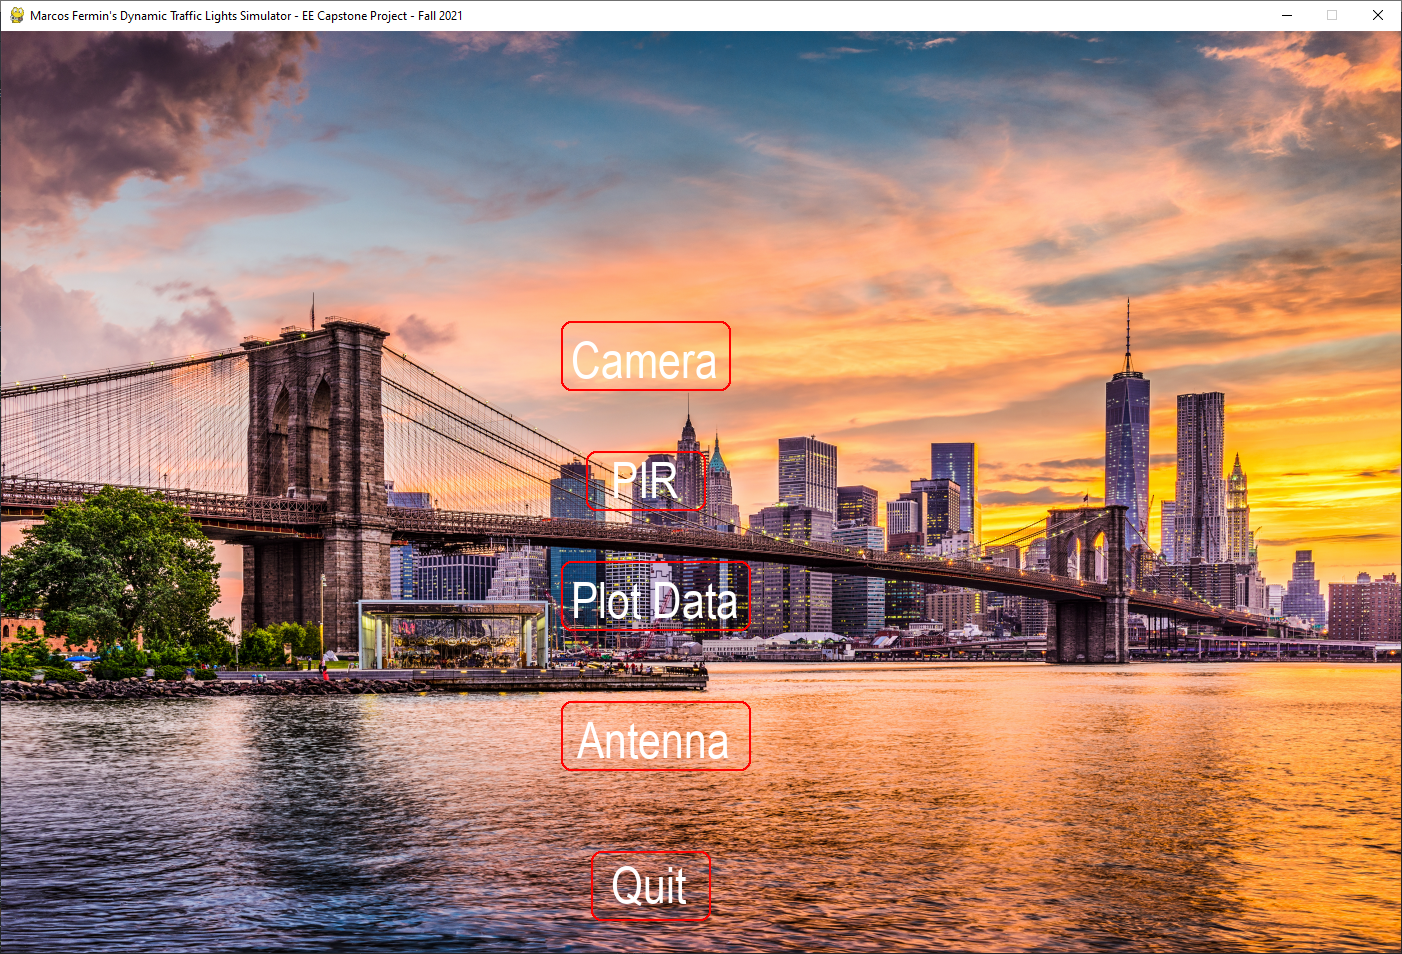 Marcos Fermin's Dynamic Traffic Lights Simulator - EE Capstone Project - Fall 2021
Camera
PIR
Plot Data
Antenna
Quit